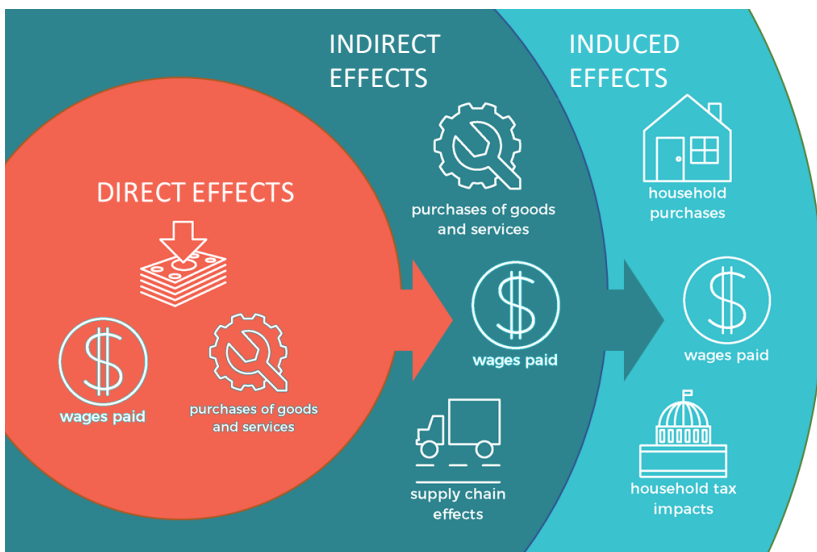 DIRECT EFFECTS
wages paid
purchases of goods
and services
INDIRECT
EFFECTS
purchases of goods
and services
wages paid
supply chain
effects
INDUCED
EFFECTS
household
purchases
wages paid
household tax
impacts